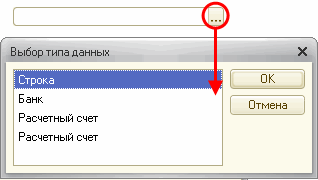 ...
Выбор типа данных
Строка
OK
Банк
Отмена
Расчетный счет
Расчетный счет